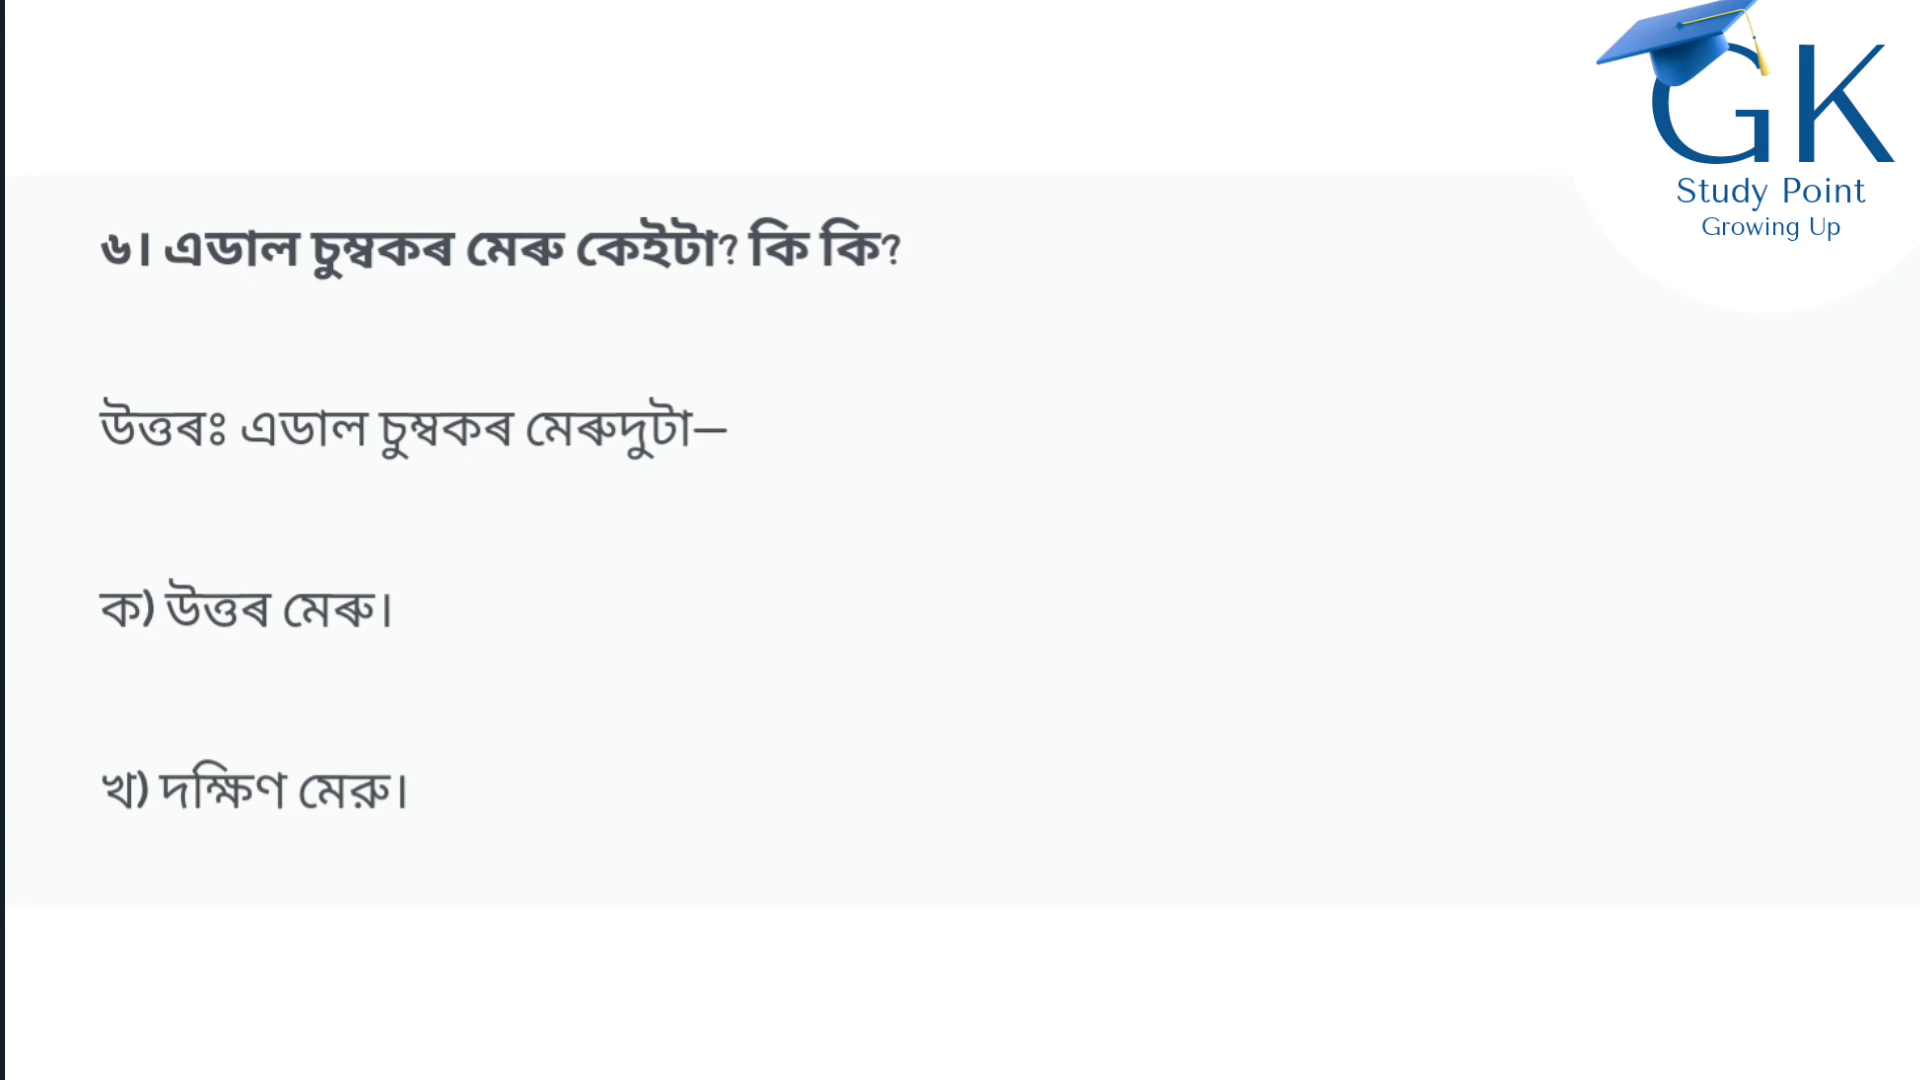 GK
Study Point
Growing Up
৬। এডাল চুম্বকৰ মেৰু কেইটা? কি কি?
উত্তৰঃ এডাল চুম্বকৰ মেৰুদুটা—
ক) উত্তৰ মেৰু।
খ) দক্ষিণ মেরু।